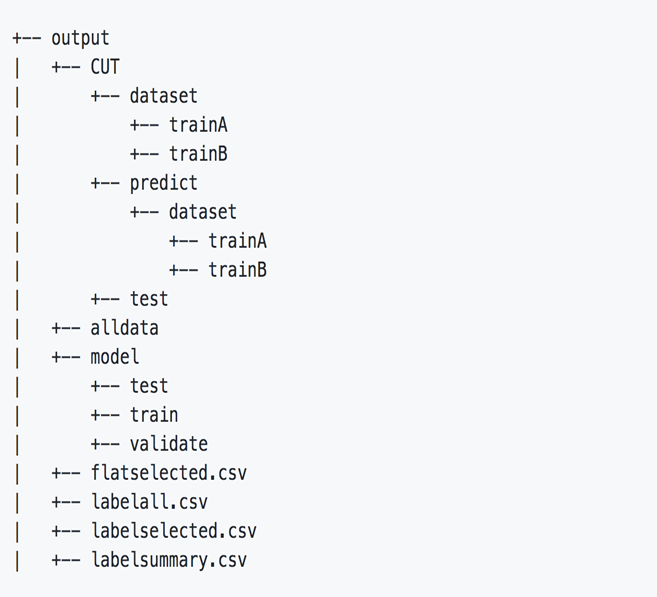 +-- output
|   +-- CUT
|       +-- dataset
|           +-- trainA
|           +-- trainB
|       +-- predict
|           +-- dataset
|               +-- trainA
|               +-- trainB
|       +-- test
|   +-- alldata
|   +-- model
|       +-- test
|       +-- train
|       +-- validate
|   +-- flatselected.csv
|   +-- labelall.csv
|   +-- labelselected.csv
|   +-- labelsummary.csv